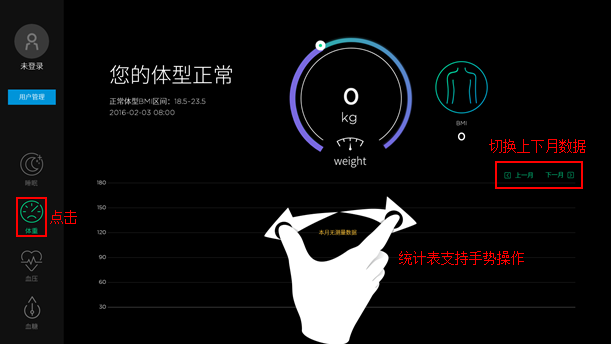 未登录
用户管理
睡眠
体重
点击
血压
血糖
您的体型正常
正常体型BMI区间：18.5-23.5
2016-02-03 08:00
0
kg
weight
BMI
0
切换上下月数据
上一月 下一月
180
150
120
90
60
30
本月无测量数据
统计表支持手势操作